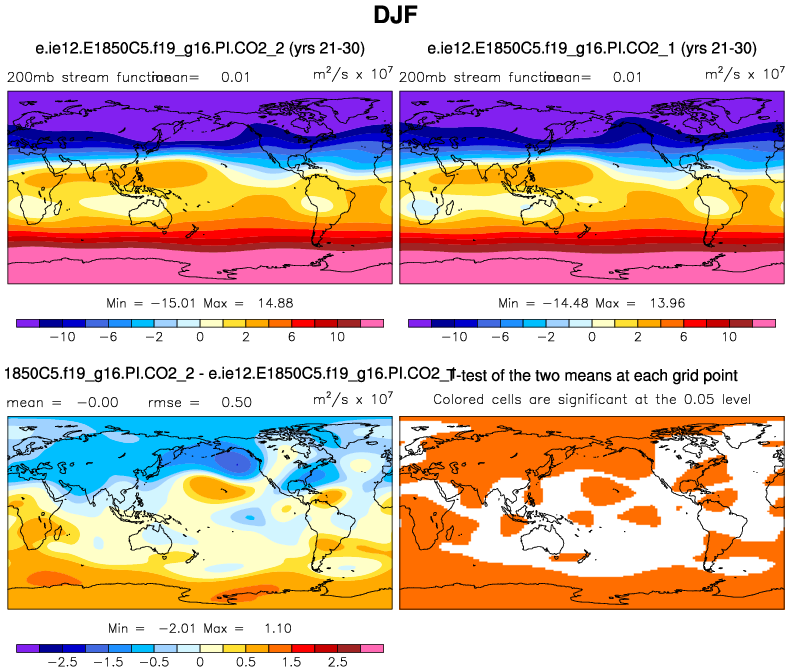 DJF
e.ie12.E1850C5.f19_g16.PI.CO2_2 (yrs 21-30)
e.ie12.E1850C5.f19_g16.PI.CO2_1 (yrs 21-30)
200mb stream function mean= 0.01 m²/s x 10⁷
200mb stream function mean= 0.01 m²/s x 10⁷
Min = −15.01 Max = 14.88
Min = −14.48 Max = 13.96
−10 −6 −2 0 2 6 10
−10 −6 −2 0 2 6 10
1850C5.f19_g16.PI.CO2_2 - e.ie12.E1850C5.f19_g16.PI.CO2_1
T-test of the two means at each grid point
mean = −0.00 rmse = 0.50 m²/s x 10⁷
Colored cells are significant at the 0.05 level
Min = −2.01 Max = 1.10
−2.5 −1.5 −0.5 0 0.5 1.5 2.5